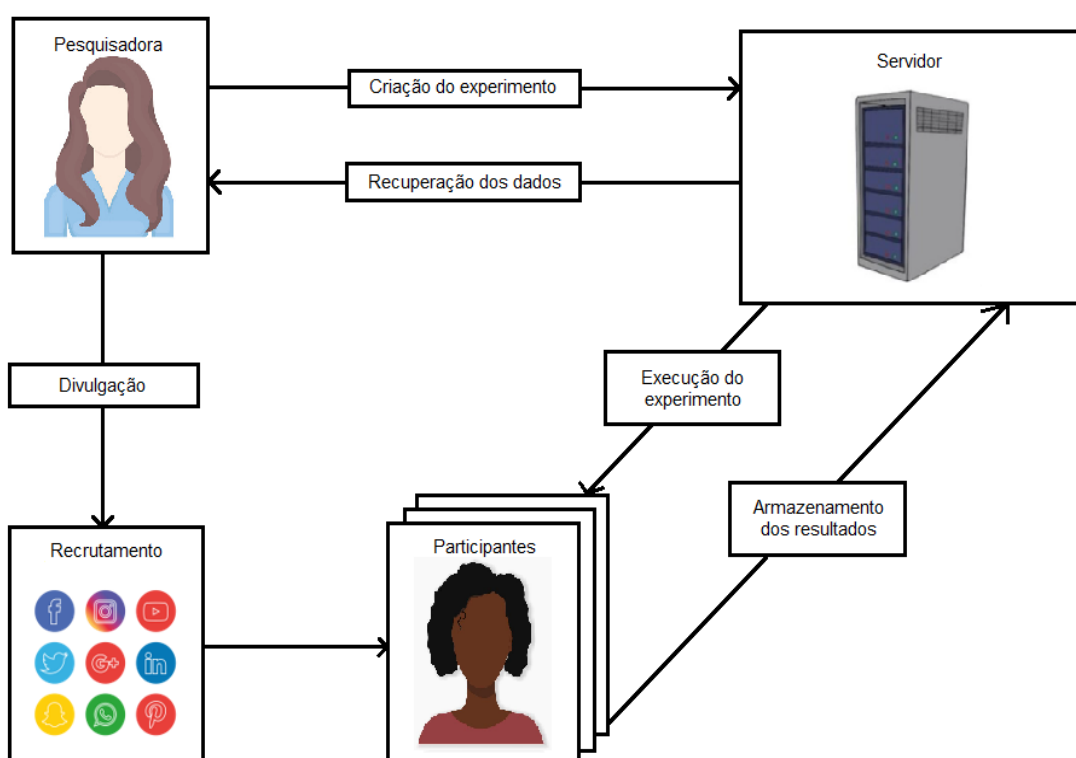 Pesquisadora
Servidor
Criação do experimento
Recuperação dos dados
Divulgação
Execução do
experimento
Armazenamento
dos resultados
Recrutamento
Participantes